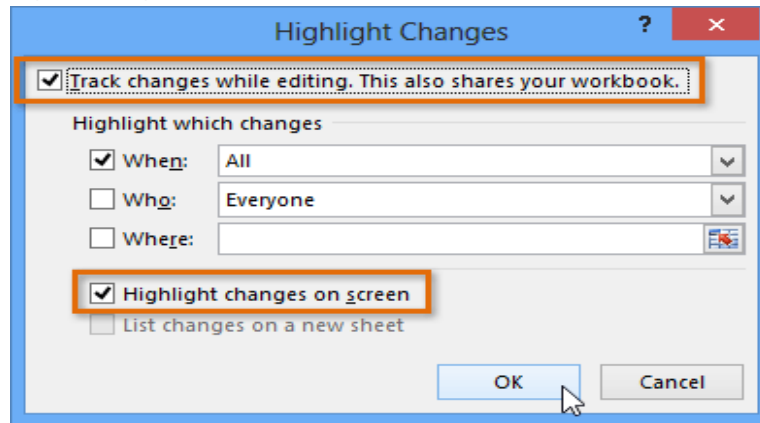 Highlight Changes ? ×
Track changes while editing. This also shares your workbook.
Highlight which changes
When: All
Who: Everyone
Where:
Highlight changes on screen
List changes on a new sheet
OK Cancel